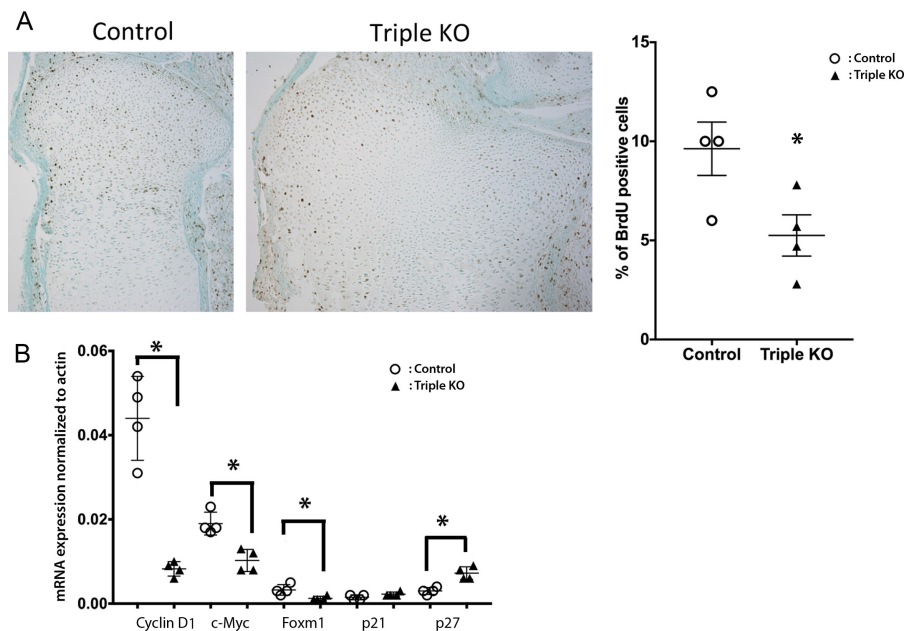 A
Control
Triple KO
15
10
5
0
% of BrdU positive cells
○ : Control
▲ : Triple KO
*
Control
Triple KO
B
0.06
0.04
0.02
0.00
mRNA expression normalized to actin
○ : Control
▲ : Triple KO
*
*
*
*
Cyclin D1
c-Myc
Foxm1
p21
p27